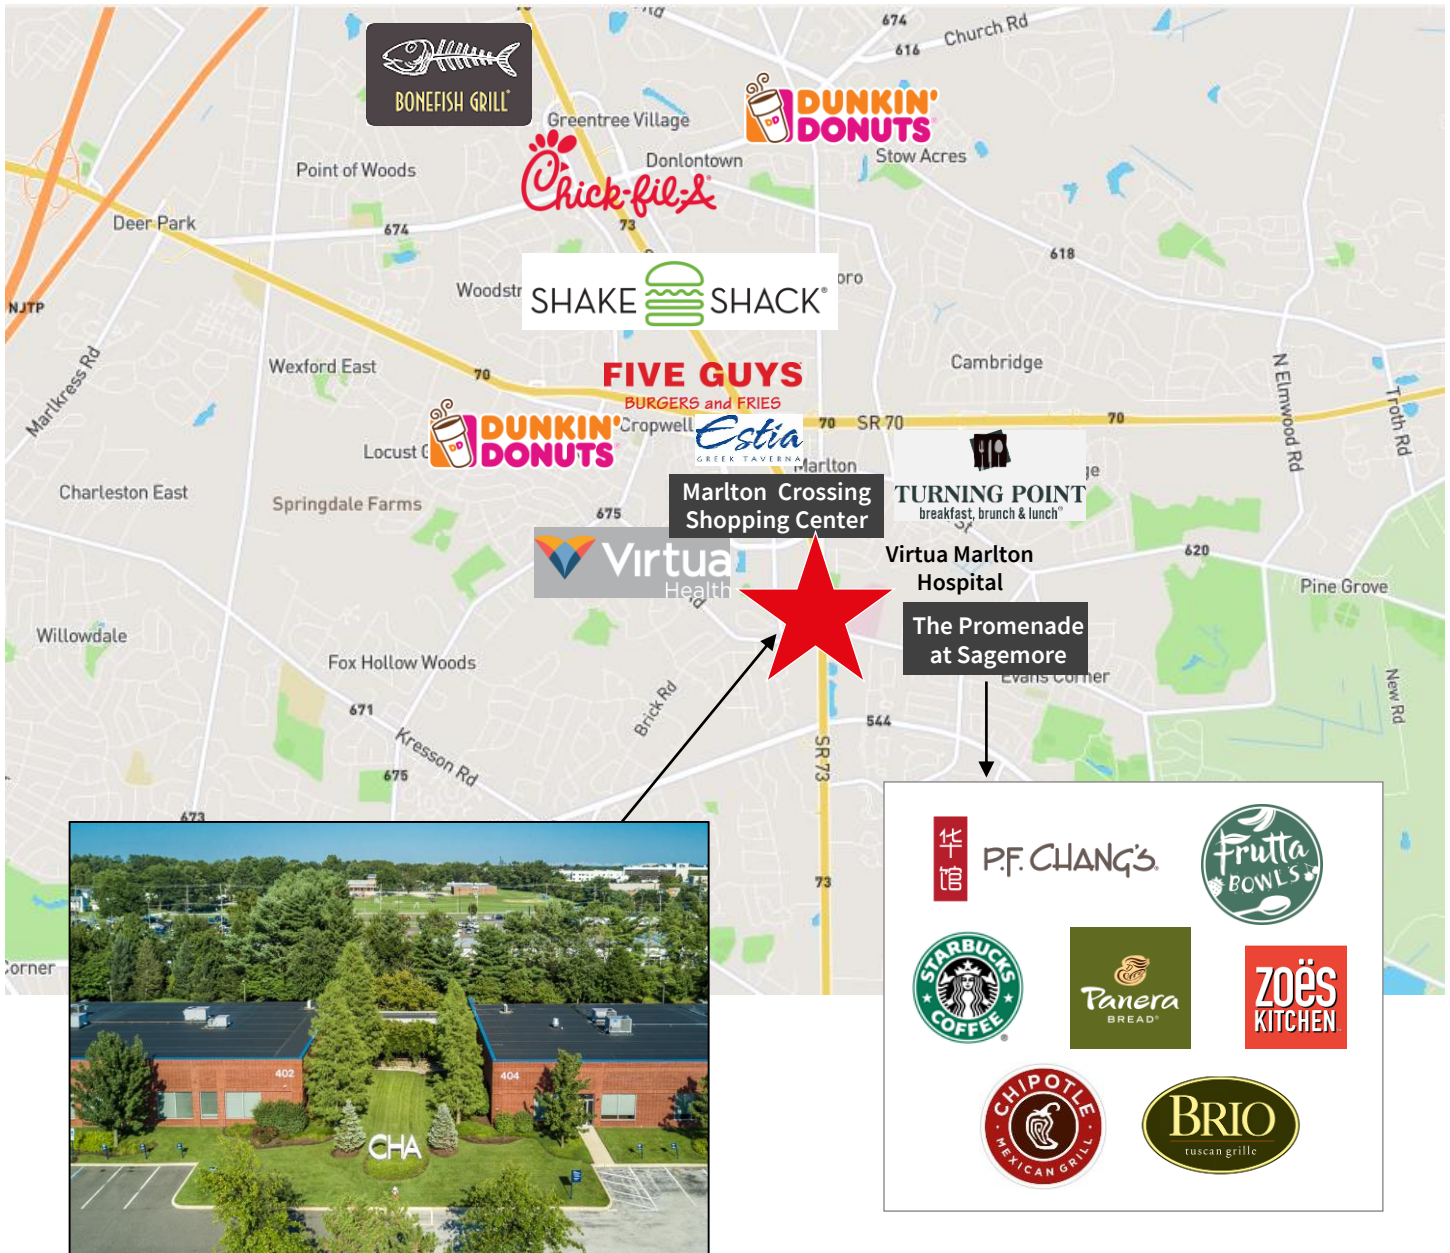 674
616
Church Rd
BONEFISH GRILL
DUNKIN'
DONUTS
DD
Greentree Village
Donlontown
Stow Acres
Point of Woods
Chick-fil-A
Deer Park
674
73
618
SHAKE SHACK
NJTP
Marlkress Rd
Wexford East
70
FIVE GUYS
BURGERS and FRIES
Cambridge
N Elmwood Rd
Troth Rd
DUNKIN'
DONUTS
DD
Cropwell
Estia
GREEK TAVERNA
70
SR 70
70
Marlton
Charleston East
Springdale Farms
675
Marlton Crossing
Shopping Center
TURNING POINT
breakfast, brunch & lunch
Virtua
Health
Virtua Marlton
Hospital
620
Pine Grove
The Promenade
at Sagemore
Evans Corner
Willowdale
Fox Hollow Woods
671
Brick Rd
544
New Rd
Kresson Rd
675
SR 73
673
73
Corner
402
404
CHA
华
馆
P.F. CHANG'S
Frutta
BOWLS
STARBUCKS
COFFEE
Panera
BREAD
ZOËS
KITCHEN
CHIPOTLE
MEXICAN GRILL
BRIO
tuscan grille